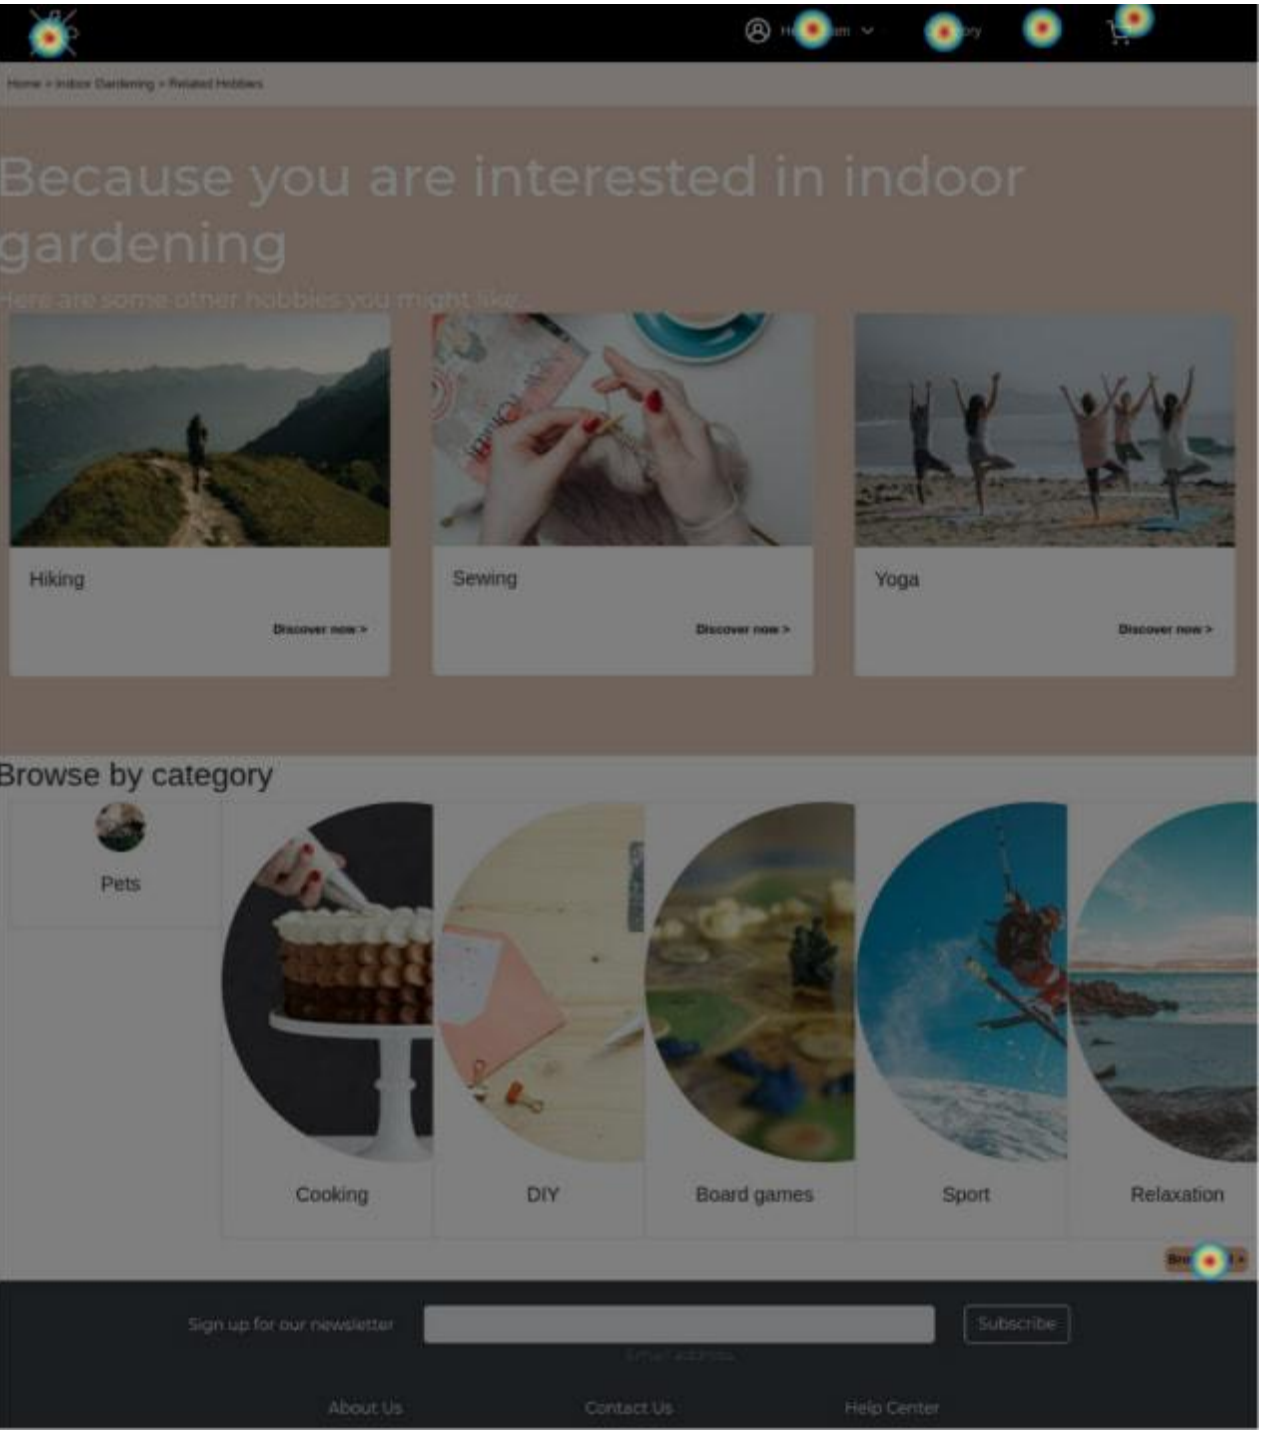 Home > Indoor Gardening > Related Hobbies
Because you are interested in indoor
gardening
Here are some other hobbies you might like...
Hiking
Sewing
Yoga
Discover now >
Discover now >
Discover now >
Browse by category
Pets
Cooking
DIY
Board games
Sport
Relaxation
Sign up for our newsletter
Subscribe
Email address
About Us
Contact Us
Help Center